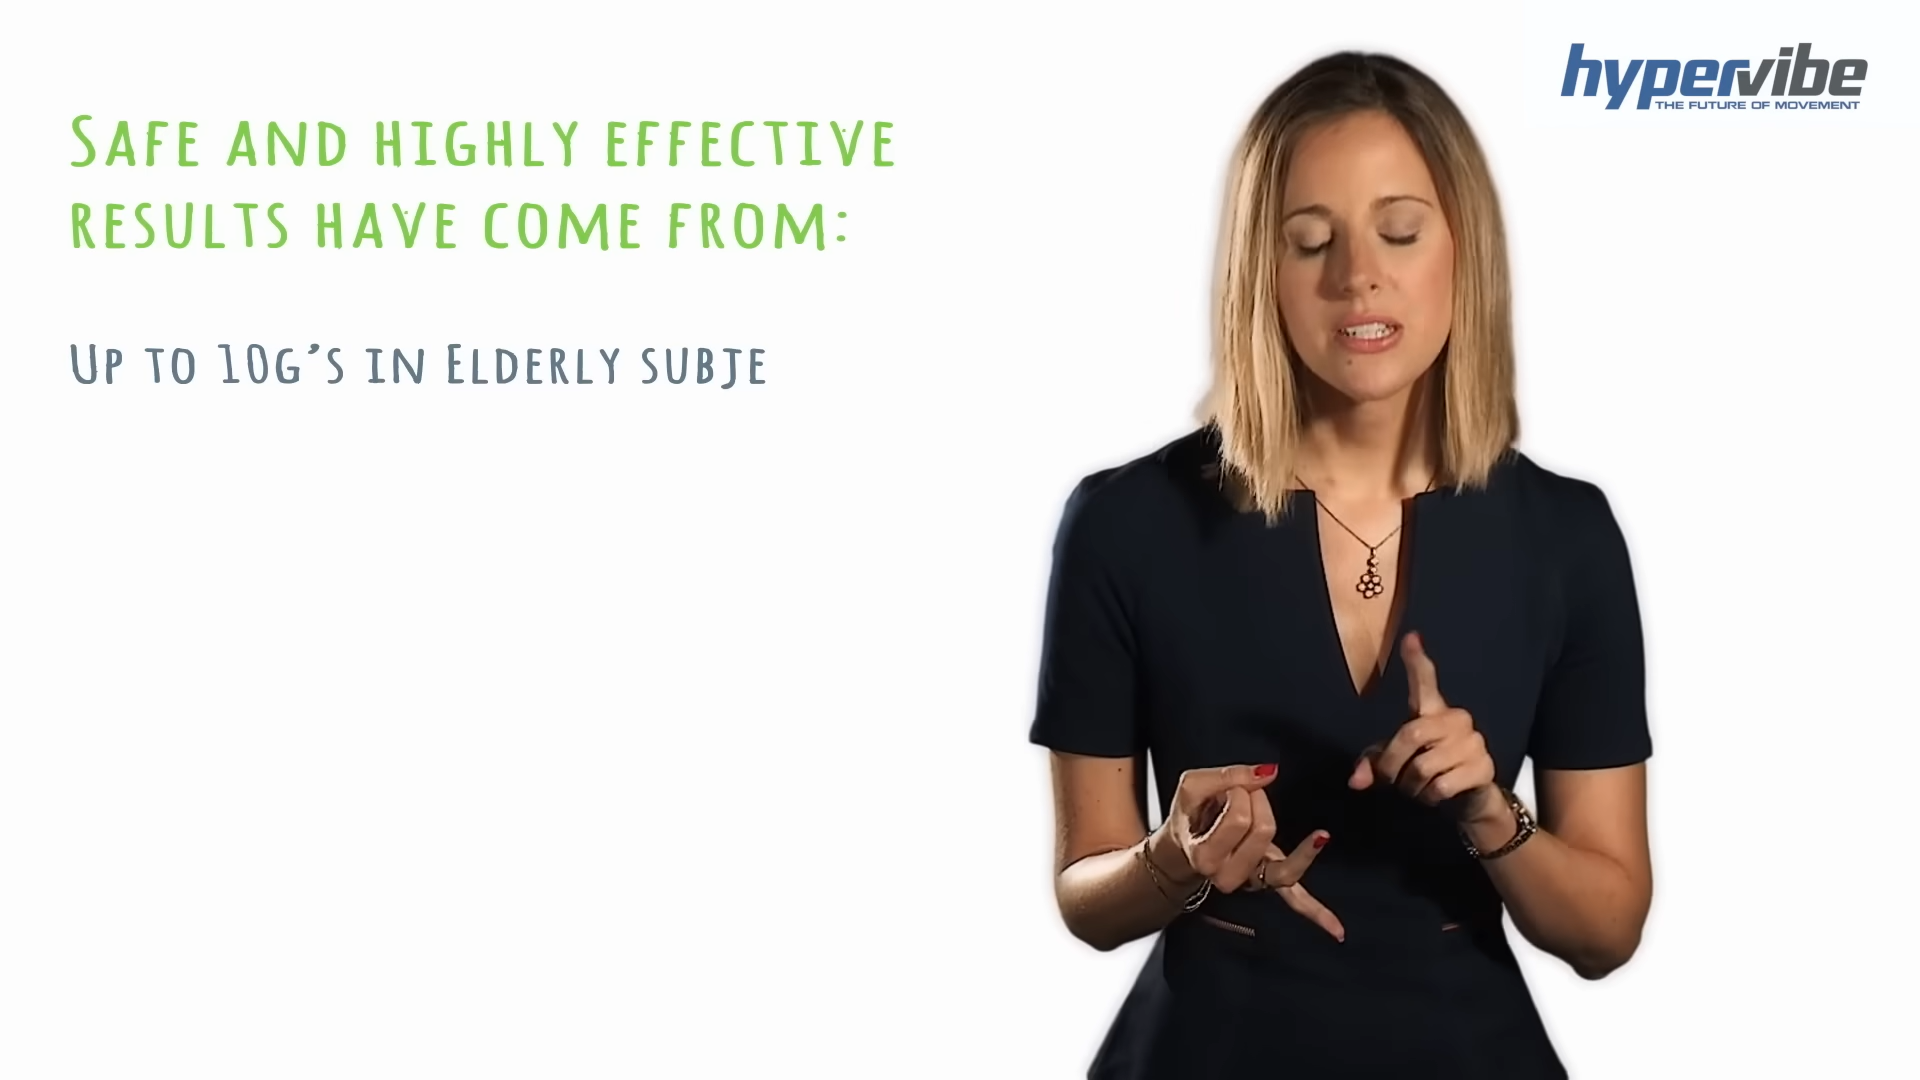 hypervibe
THE FUTURE OF MOVEMENT
SAFE AND HIGHLY EFFECTIVE
RESULTS HAVE COME FROM:
UP TO 10G'S IN ELDERLY SUBJE